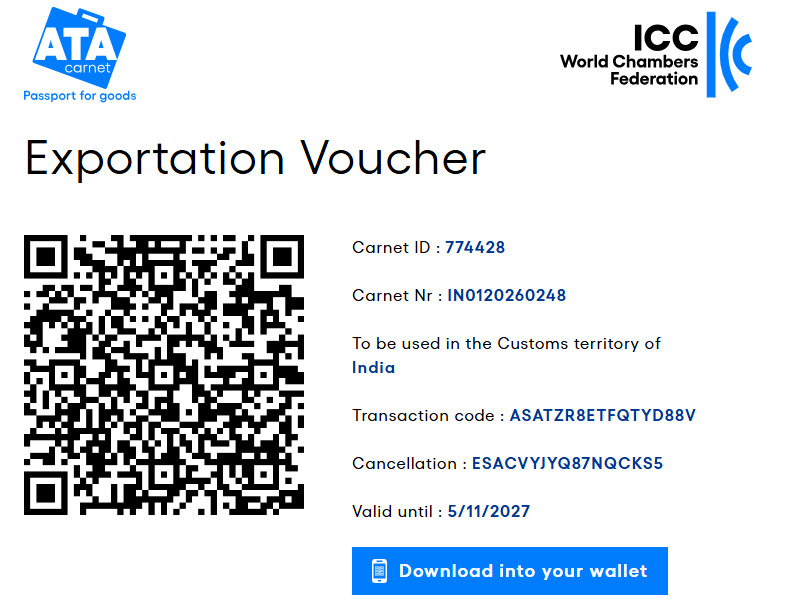 ATA
carnet
Passport for goods
ICC
World Chambers
Federation
Exportation Voucher
Carnet ID : 774428
Carnet Nr : IN0120260248
To be used in the Customs territory of
India
Transaction code : ASATZR8ETFQTYD88V
Cancellation : ESACVYJYQ87NQCKS5
Valid until : 5/11/2027
Download into your wallet